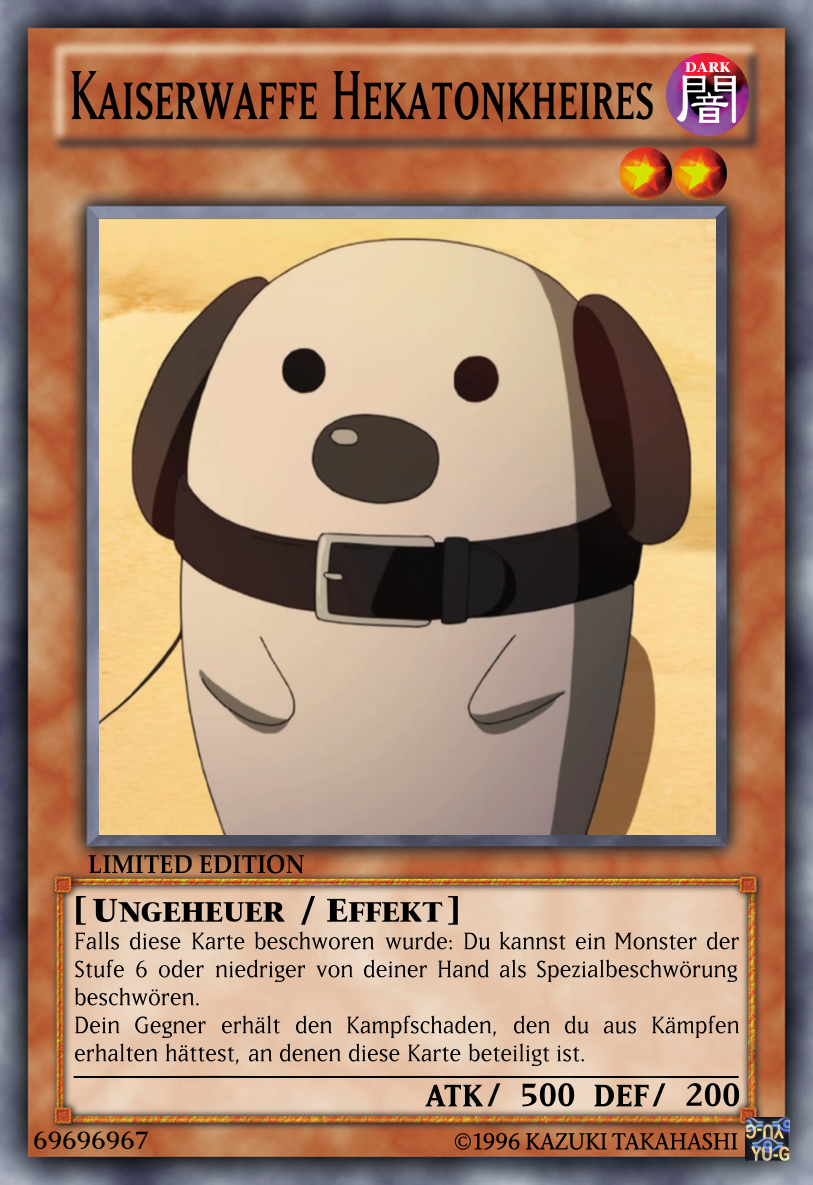 Kaiserwaffe Hekatonkheires
DARK
闇
LIMITED EDITION
[ Ungeheuer / Effekt ]
Falls diese Karte beschworen wurde: Du kannst ein Monster der
Stufe 6 oder niedriger von deiner Hand als Spezialbeschwörung
beschwören.
Dein Gegner erhält den Kampfschaden, den du aus Kämpfen
erhalten hättest, an denen diese Karte beteiligt ist.
ATK/ 500 DEF/ 200
69696967
©1996 KAZUKI TAKAHASHI
YU-G
YU-G